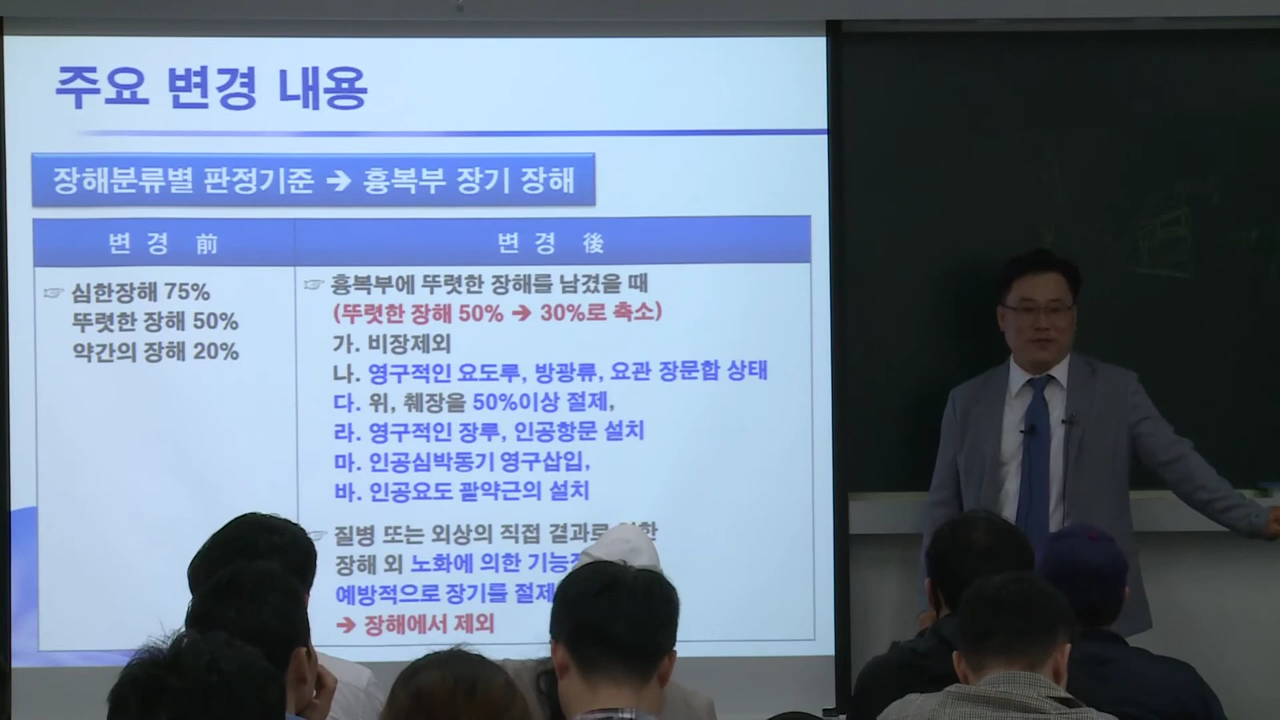 주요 변경 내용
장해분류별 판정기준 → 흉복부 장기 장해
변 경 前
변 경 後
☞ 심한장해 75%
뚜렷한 장해 50%
약간의 장해 20%
☞ 흉복부에 뚜렷한 장해를 남겼을 때
(뚜렷한 장해 50% → 30%로 축소)
가. 비장제외
나. 영구적인 요도루, 방광류, 요관 장문합 상태
다. 위, 췌장을 50%이상 절제,
라. 영구적인 장루, 인공항문 설치
마. 인공심박동기 영구삽입,
바. 인공요도 괄약근의 설치
☞ 질병 또는 외상의 직접 결과로
장해 외 노화에 의한
예방적으로 장기를 절제
→ 장해에서 제외